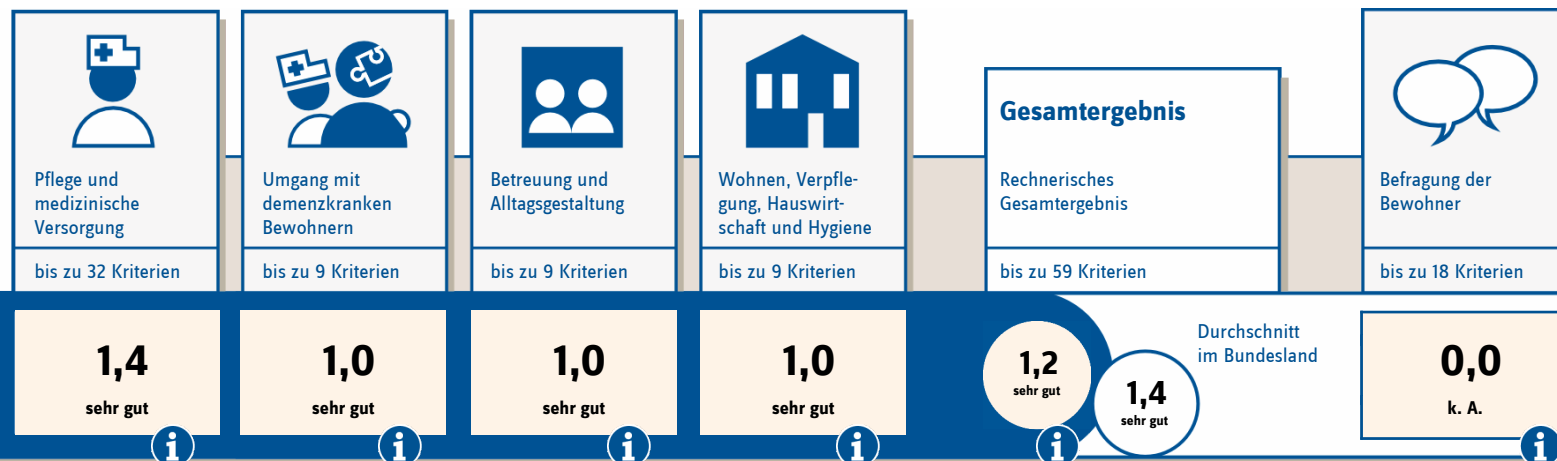 Pflege und
medizinische
Versorgung
bis zu 32 Kriterien
1,4
sehr gut
i
Umgang mit
demenzkranken
Bewohnern
bis zu 9 Kriterien
1,0
sehr gut
i
Betreuung und
Alltagsgestaltung
bis zu 9 Kriterien
1,0
sehr gut
i
Wohnen, Verpfle-
gung, Hauswirt-
schaft und Hygiene
bis zu 9 Kriterien
1,0
sehr gut
i
Gesamtergebnis
Rechnerisches
Gesamtergebnis
bis zu 59 Kriterien
1,2
sehr gut
i
Durchschnitt
im Bundesland
1,4
sehr gut
Befragung der
Bewohner
bis zu 18 Kriterien
0,0
k. A.
i